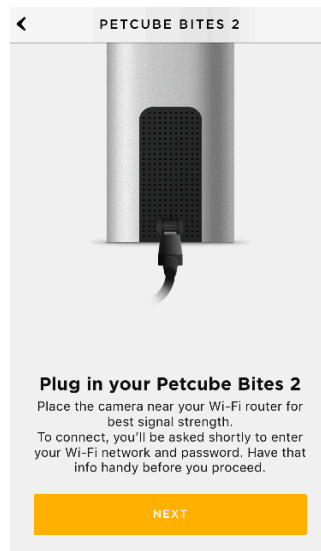 PETCUBE BITES 2
Plug in your Petcube Bites 2
Place the camera near your Wi-Fi router for
best signal strength.
To connect, you'll be asked shortly to enter
your Wi-Fi network and password. Have that
info handy before you proceed.
NEXT